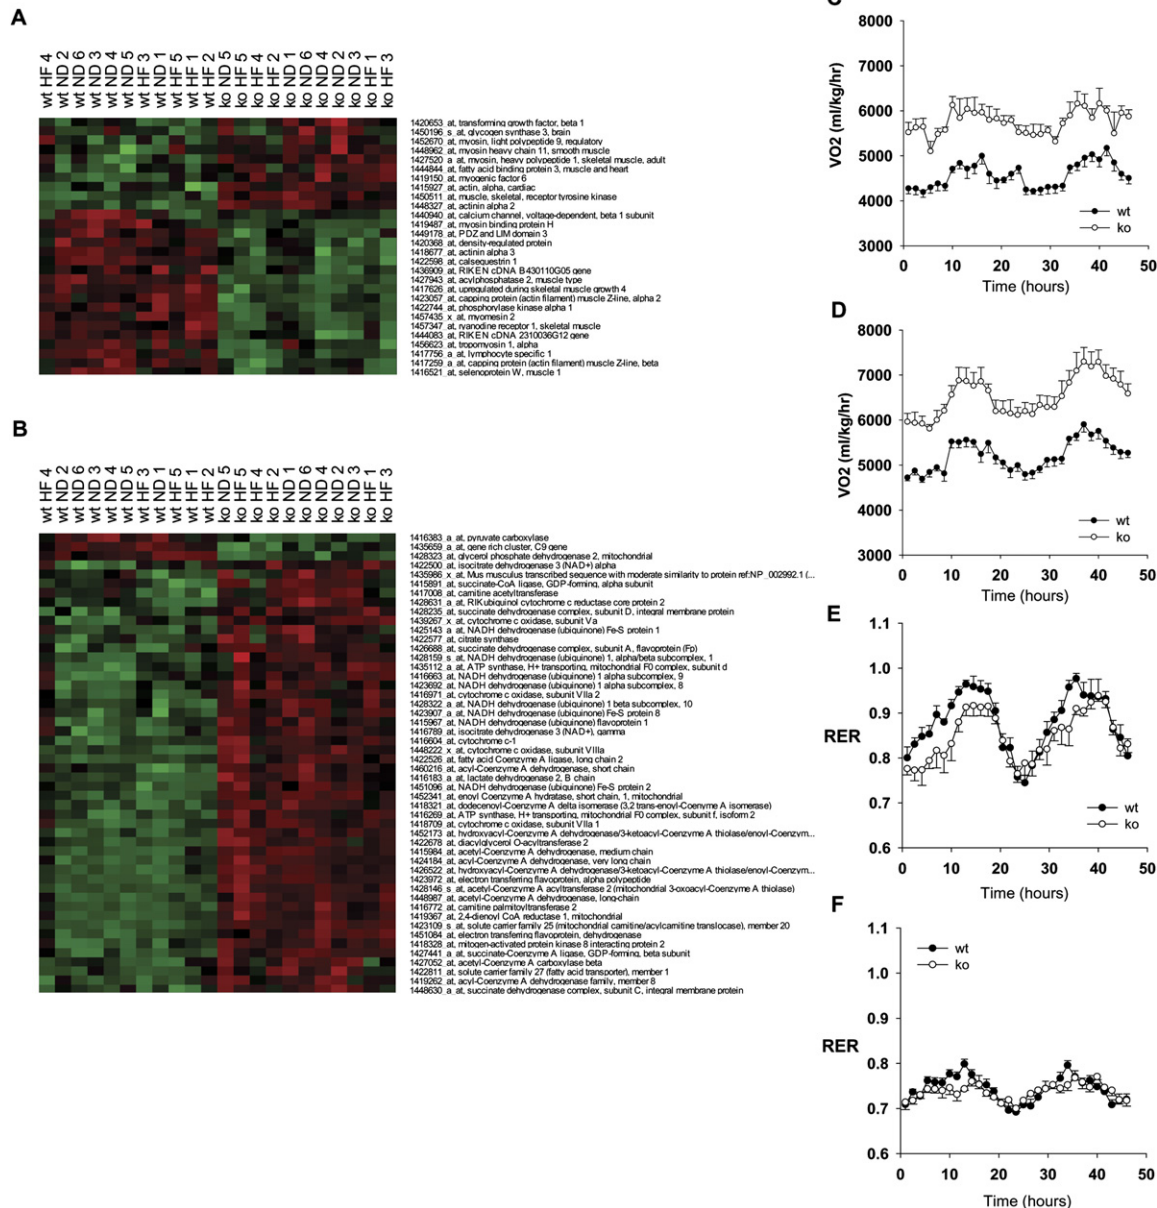 A
wt HF 4
wt ND 2
wt ND 6
wt ND 3
wt ND 4
wt ND 5
wt HF 3
wt ND 1
wt HF 5
wt HF 1
wt HF 2
ko ND 5
ko HF 5
ko HF 4
ko HF 2
ko ND 1
ko ND 6
ko ND 4
ko ND 2
ko ND 3
ko HF 1
ko HF 3
1420653_at, transforming growth factor, beta 1
1450196_s_at, glycogen synthase 3, brain
1452670_at, myosin, light polypeptide 9, regulatory
1448962_at, myosin heavy chain 11, smooth muscle
1427520_a_at, myosin, heavy polypeptide 1, skeletal muscle, adult
1444844_at, fatty acid binding protein 3, muscle and heart
1419150_at, myogenic factor 6
1415927_at, actin, alpha, cardiac
1450511_at, muscle, skeletal, receptor tyrosine kinase
1448327_at, actinin alpha 2
1440940_at, calcium channel, voltage-dependent, beta 1 subunit
1419487_at, myosin binding protein H
1449178_at, PDZ and LIM domain 3
1420368_at, density-regulated protein
1418677_at, actinin alpha 3
1422598_at, calsequestrin 1
1436909_at, RIKEN cDNA B430110G05 gene
1427943_at, acylphosphatase 2, muscle type
1417626_at, upregulated during skeletal muscle growth 4
1423057_at, capping protein (actin filament) muscle Z-line, alpha 2
1422744_at, phosphorylase kinase alpha 1
1457435_x_at, myomesin 2
1457347_at, ryanodine receptor 1, skeletal muscle
1444083_at, RIKEN cDNA 2310036G12 gene
1456623_at, tropomyosin 1, alpha
1417756_a_at, lymphocyte specific 1
1417259_a_at, capping protein (actin filament) muscle Z-line, beta
1416521_at, selenoprotein W, muscle 1
B
wt HF 4
wt ND 2
wt ND 6
wt ND 3
wt ND 4
wt ND 5
wt HF 3
wt ND 1
wt HF 5
wt HF 1
wt HF 2
ko ND 5
ko HF 5
ko HF 4
ko HF 2
ko ND 1
ko ND 6
ko ND 4
ko ND 2
ko ND 3
ko HF 1
ko HF 3
1416383_a_at, pyruvate carboxylase
1435659_a_at, gene rich cluster, C9 gene
1428323_at, glycerol phosphate dehydrogenase 2, mitochondrial
1422500_at, isocitrate dehydrogenase 3 (NAD+) alpha
1435986_x_at, Mus musculus transcribed sequence with moderate similarity to protein ref:NP_002992.1 (...
1415891_at, succinate-CoA ligase, GDP-forming, alpha subunit
1417008_at, carnitine acetyltransferase
1428631_a_at, RIKubiquinol cytochrome c reductase core protein 2
1428235_at, succinate dehydrogenase complex, subunit D, integral membrane protein
1439267_x_at, cytochrome c oxidase, subunit Va
1425143_a_at, NADH dehydrogenase (ubiquinone) Fe-S protein 1
1422577_at, citrate synthase
1426688_at, succinate dehydrogenase complex, subunit A, flavoprotein (Fp)
1428159_s_at, NADH dehydrogenase (ubiquinone) 1, alpha/beta subcomplex, 1
1435112_a_at, ATP synthase, H+ transporting, mitochondrial F0 complex, subunit d
1416663_at, NADH dehydrogenase (ubiquinone) 1 alpha subcomplex, 9
1423692_at, NADH dehydrogenase (ubiquinone) 1 alpha subcomplex, 8
1416971_at, cytochrome c oxidase, subunit VIIa 2
1428322_a_at, NADH dehydrogenase (ubiquinone) 1 beta subcomplex, 10
1423907_a_at, NADH dehydrogenase (ubiquinone) Fe-S protein 8
1415967_at, NADH dehydrogenase (ubiquinone) flavoprotein 1
1416789_at, isocitrate dehydrogenase 3 (NAD+), gamma
1416604_at, cytochrome c-1
1448222_x_at, cytochrome c oxidase, subunit VIIIa
1422526_at, fatty acid Coenzyme A ligase, long chain 2
1460216_at, acyl-Coenzyme A dehydrogenase, short chain
1416183_a_at, lactate dehydrogenase 2, B chain
1451096_at, NADH dehydrogenase (ubiquinone) Fe-S protein 2
1452341_at, enoyl Coenzyme A hydratase, short chain, 1, mitochondrial
1418321_at, dodecenoyl-Coenzyme A delta isomerase (3,2 trans-enoyl-Coenyme A isomerase)
1416269_at, ATP synthase, H+ transporting, mitochondrial F0 complex, subunit f, isoform 2
1418709_at, cytochrome c oxidase, subunit VIIa 1
1452173_at, hydroxyacyl-Coenzyme A dehydrogenase/3-ketoacyl-Coenzyme A thiolase/enoyl-Coenzym...
1422678_at, diacylglycerol O-acyltransferase 2
1415984_at, acetyl-Coenzyme A dehydrogenase, medium chain
1424184_at, acyl-Coenzyme A dehydrogenase, very long chain
1426522_at, hydroxyacyl-Coenzyme A dehydrogenase/3-ketoacyl-Coenzyme A thiolase/enoyl-Coenzym...
1423972_at, electron transferring flavoprotein, alpha polypeptide
1428146_s_at, acetyl-Coenzyme A acyltransferase 2 (mitochondrial 3-oxoacyl-Coenzyme A thiolase)
1448987_at, acetyl-Coenzyme A dehydrogenase, long-chain
1416772_at, carnitine palmitoyltransferase 2
1419367_at, 2,4-dienoyl CoA reductase 1, mitochondrial
1423109_s_at, solute carrier family 25 (mitochondrial carnitine/acylcarnitine translocase), member 20
1451084_at, electron transferring flavoprotein, dehydrogenase
1418328_at, mitogen-activated protein kinase 8 interacting protein 2
1427441_a_at, succinate-Coenzyme A ligase, GDP-forming, beta subunit
1427052_at, acetyl-Coenzyme A carboxylase beta
1422811_at, solute carrier family 27 (fatty acid transporter), member 1
1419262_at, acyl-Coenzyme A dehydrogenase family, member 8
1448630_a_at, succinate dehydrogenase complex, subunit C, integral membrane protein
C
8000
7000
6000
5000
4000
3000
VO2 (ml/kg/hr)
wt
ko
0 10 20 30 40 50
Time (hours)
D
8000
7000
6000
5000
4000
3000
VO2 (ml/kg/hr)
wt
ko
0 10 20 30 40 50
Time (hours)
E
1.1
1.0
0.9
0.8
0.7
0.6
RER
wt
ko
0 10 20 30 40 50
Time (hours)
F
1.1
1.0
0.9
0.8
0.7
0.6
RER
wt
ko
0 10 20 30 40 50
Time (hours)